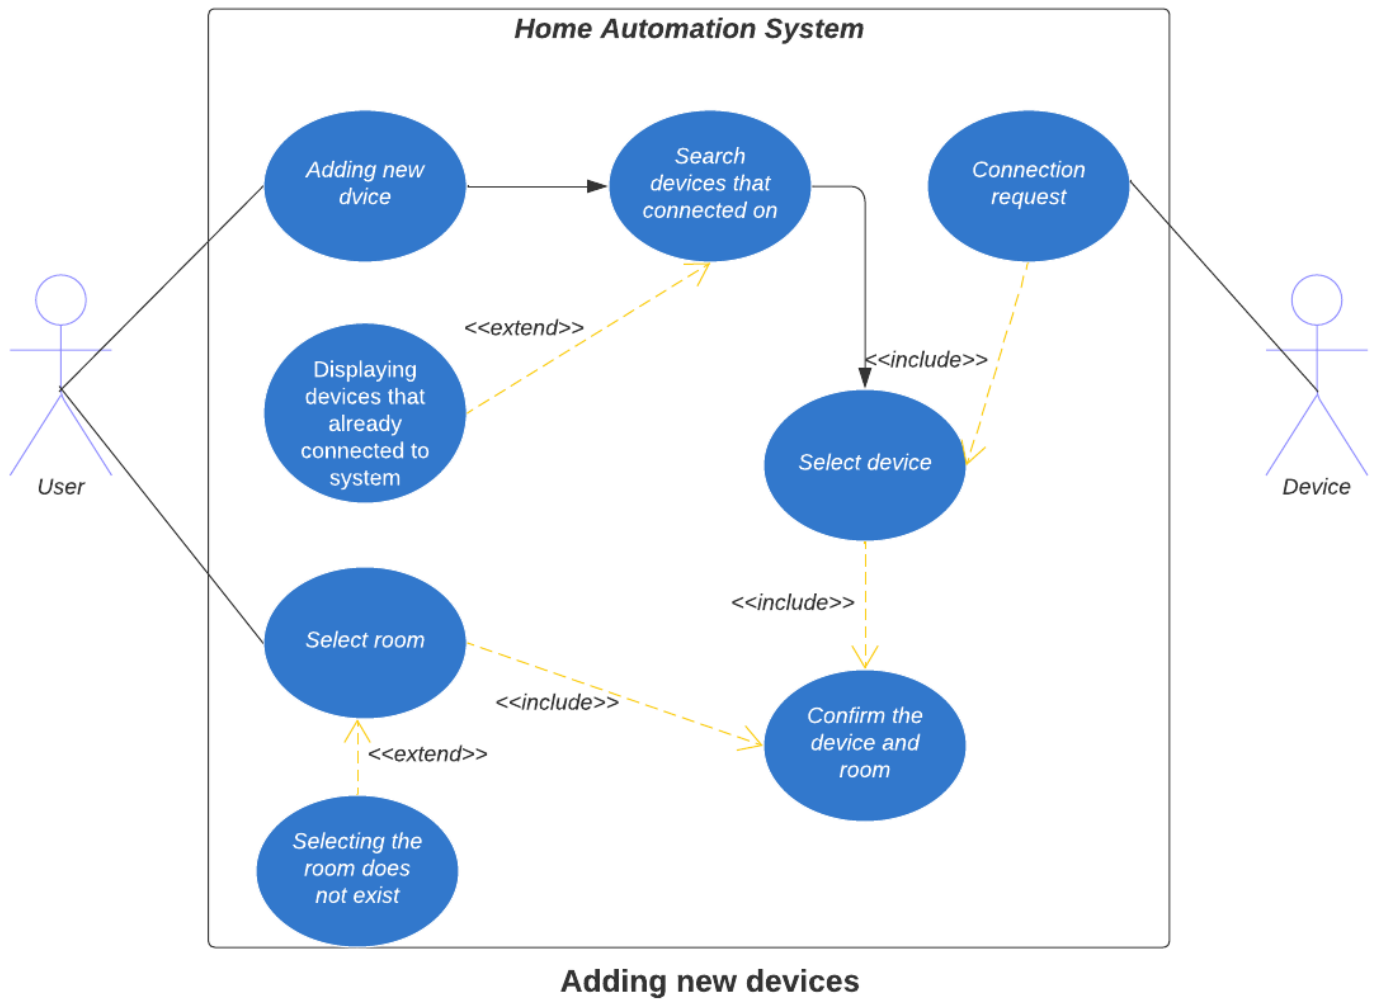 Home Automation System
Adding new
dvice
Search
devices that
connected on
Connection
request
<<extend>>
<<include>>
Displaying
devices that
already
connected to
system
Select device
User
Device
<<include>>
Select room
<<include>>
Confirm the
device and
room
<<extend>>
Selecting the
room does
not exist
Adding new devices